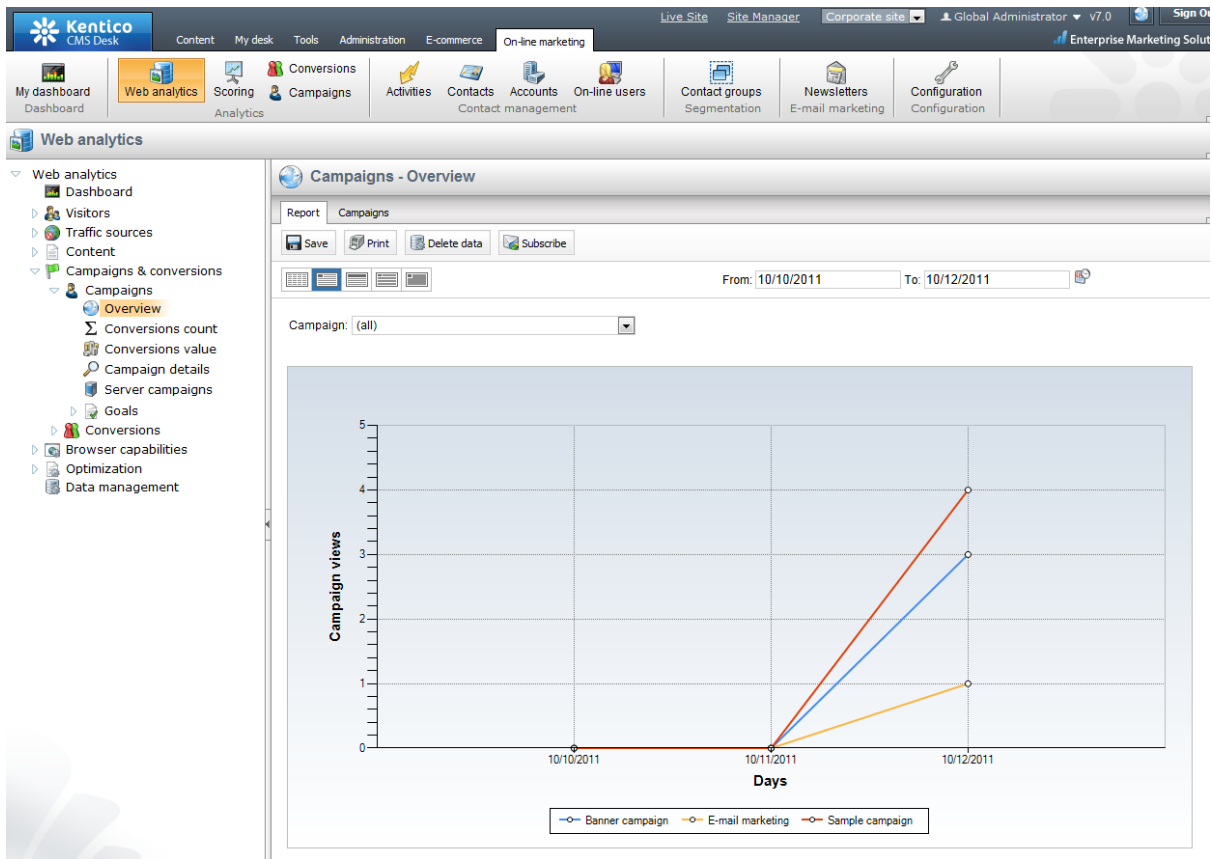 Live Site Site Manager Corporate site Global Administrator v7.0 Sign Ou
Kentico
CMS Desk
Content My desk Tools Administration E-commerce On-line marketing
Enterprise Marketing Solut
My dashboard
Dashboard
Web analytics Scoring Conversions
Campaigns
Analytics
Activities Contacts Accounts On-line users
Contact management
Contact groups
Segmentation
Newsletters
E-mail marketing
Configuration
Configuration
Web analytics
Web analytics
Dashboard
Visitors
Traffic sources
Content
Campaigns & conversions
Campaigns
Overview
Conversions count
Conversions value
Campaign details
Server campaigns
Goals
Conversions
Browser capabilities
Optimization
Data management
Campaigns - Overview
Report Campaigns
Save Print Delete data Subscribe
From: 10/10/2011 To: 10/12/2011
Campaign: (all)
5
4
3
2
1
0
Campaign views
10/10/2011 10/11/2011 10/12/2011
Days
Banner campaign E-mail marketing Sample campaign